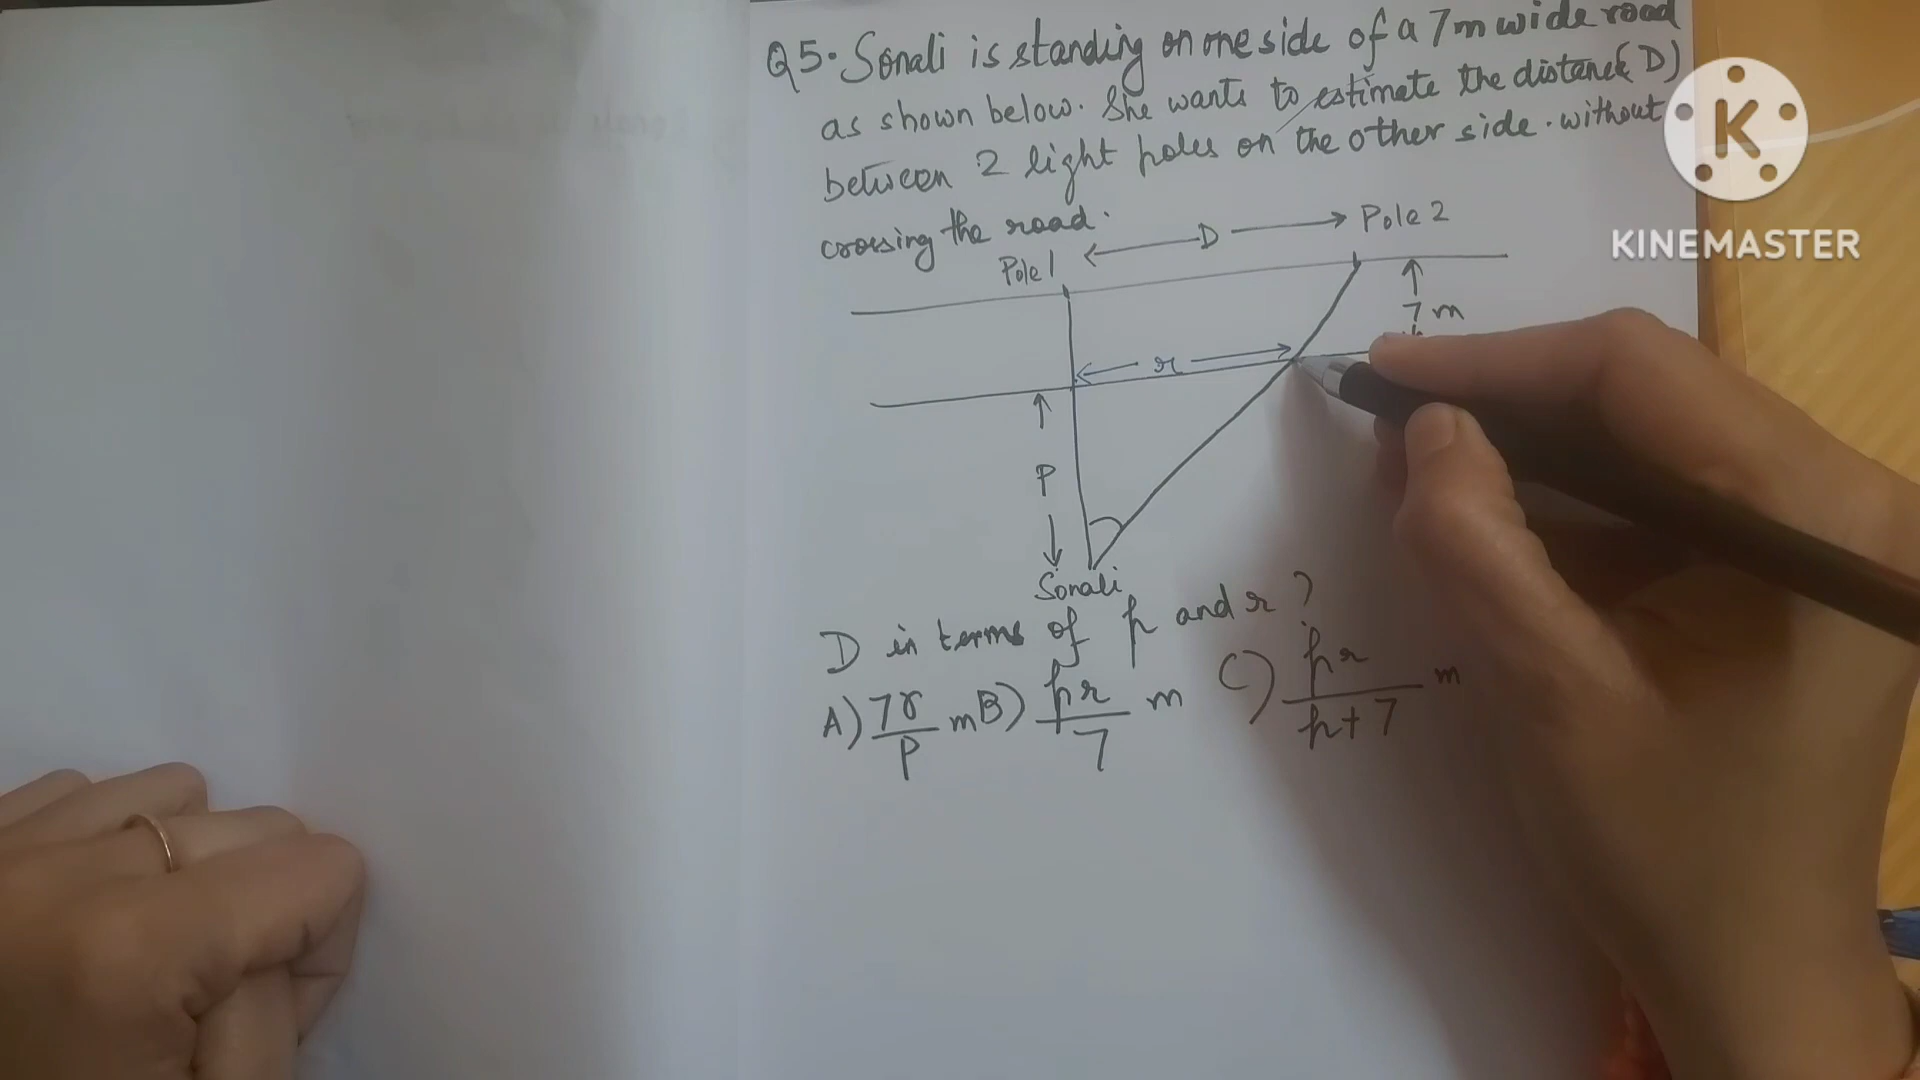 Q5. Sonali is standing on one side of a 7m wide road
as shown below. She wants to estimate the distance (D)
between 2 light poles on the other side. without
crossing the road.
Pole 1 D Pole 2
7 m
r
P
Sonali
D in terms of p and r?
A) 7r/p m B) pr/7 m C) pr/p+7 m
K
KINEMASTER